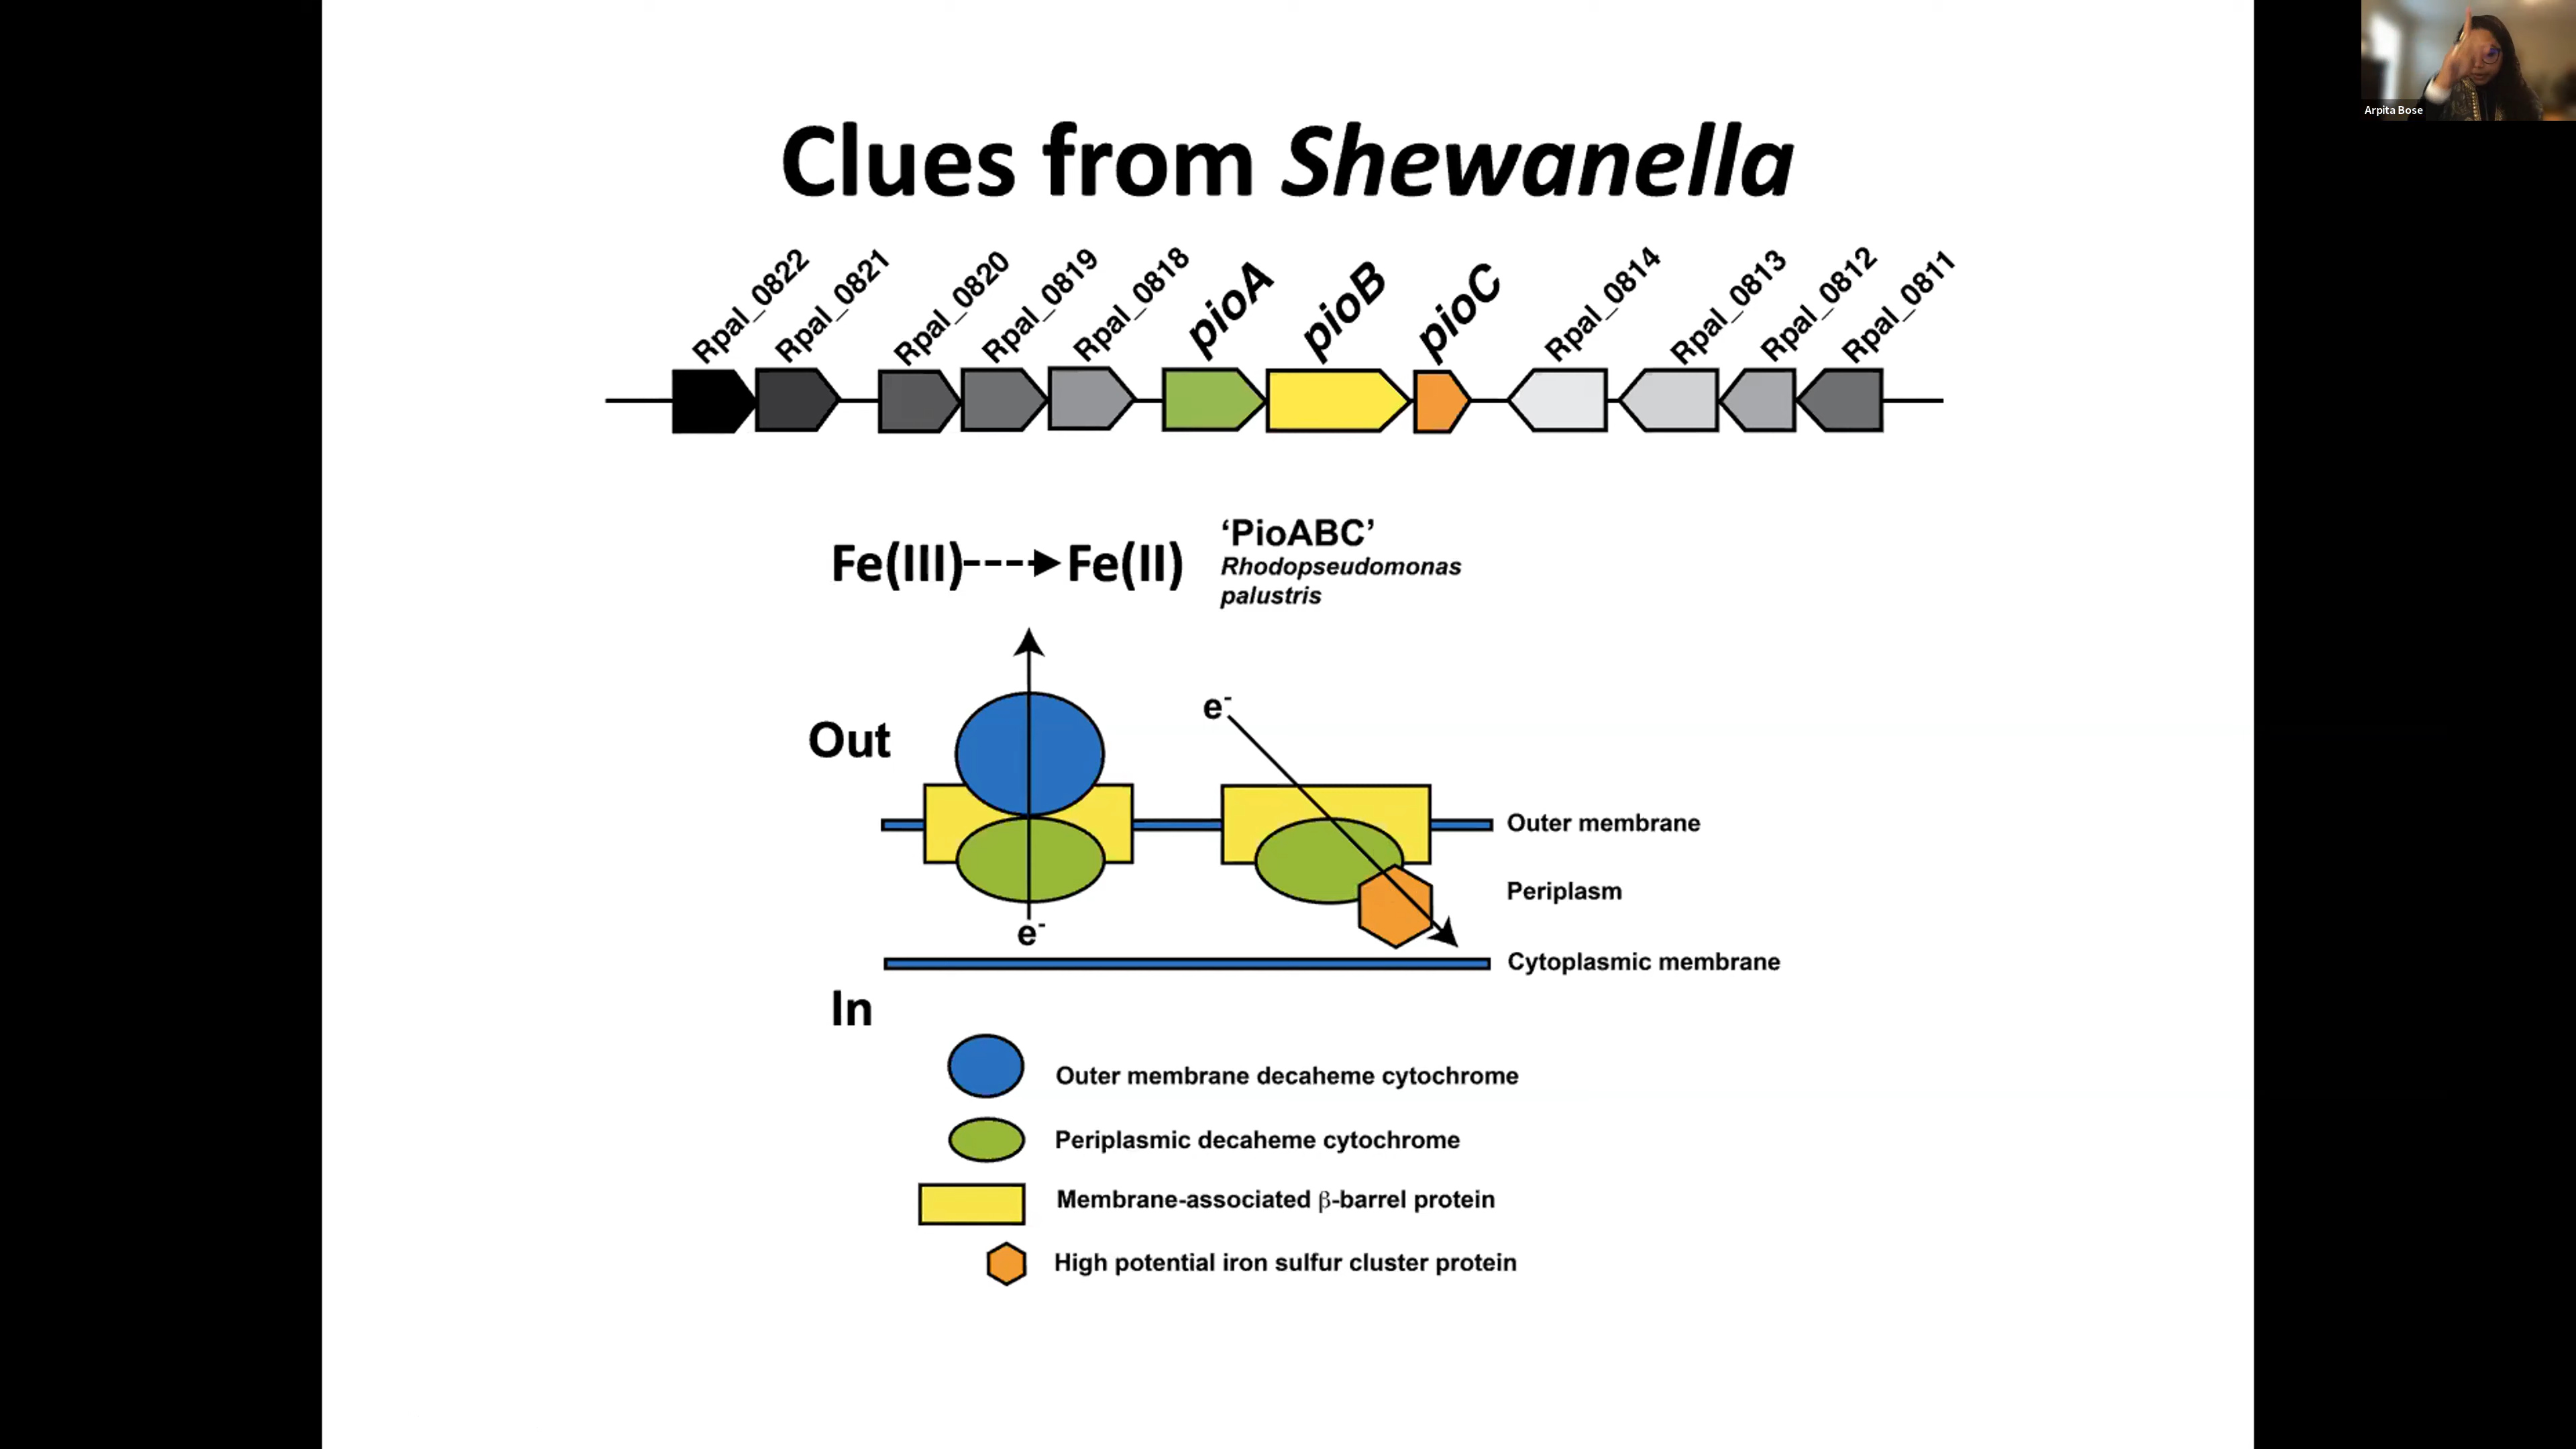 Arpita Bose
Clues from Shewanella
Rpal_0822
Rpal_0821
Rpal_0820
Rpal_0819
Rpal_0818
pioA
pioB
pioC
Rpal_0814
Rpal_0813
Rpal_0812
Rpal_0811
Fe(III)---->Fe(II)
‘PioABC’
Rhodopseudomonas
palustris
e-
Out
Outer membrane
Periplasm
e-
Cytoplasmic membrane
In
Outer membrane decaheme cytochrome
Periplasmic decaheme cytochrome
Membrane-associated β-barrel protein
High potential iron sulfur cluster protein